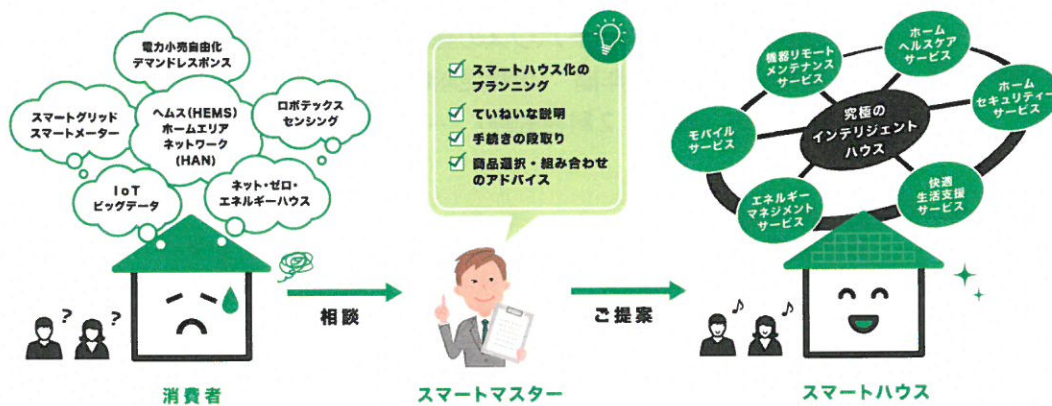 電力小売自由化
デマンドレスポンス
スマートグリッド
スマートメーター
ヘムス(HEMS)
ホームエリア
ネットワーク
(HAN)
ロボテックス
センシング
IoT
ビッグデータ
ネット・ゼロ・
エネルギーハウス
? ?
消費者
相談
スマートハウス化の
プランニング
ていねいな説明
手続きの段取り
商品選択・組み合わせ
のアドバイス
スマートマスター
ご提案
機器リモート
メンテナンス
サービス
ホーム
ヘルスケア
サービス
ホーム
セキュリティー
サービス
モバイル
サービス
究極の
インテリジェント
ハウス
エネルギー
マネジメント
サービス
快適
生活支援
サービス
スマートハウス